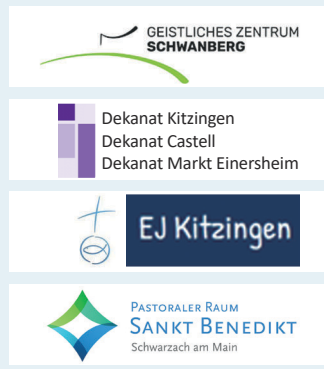 GEISTLICHES ZENTRUM
SCHWANBERG
Dekanat Kitzingen
Dekanat Castell
Dekanat Markt Einersheim
EJ Kitzingen
PASTORALER RAUM
SANKT BENEDIKT
Schwarzach am Main